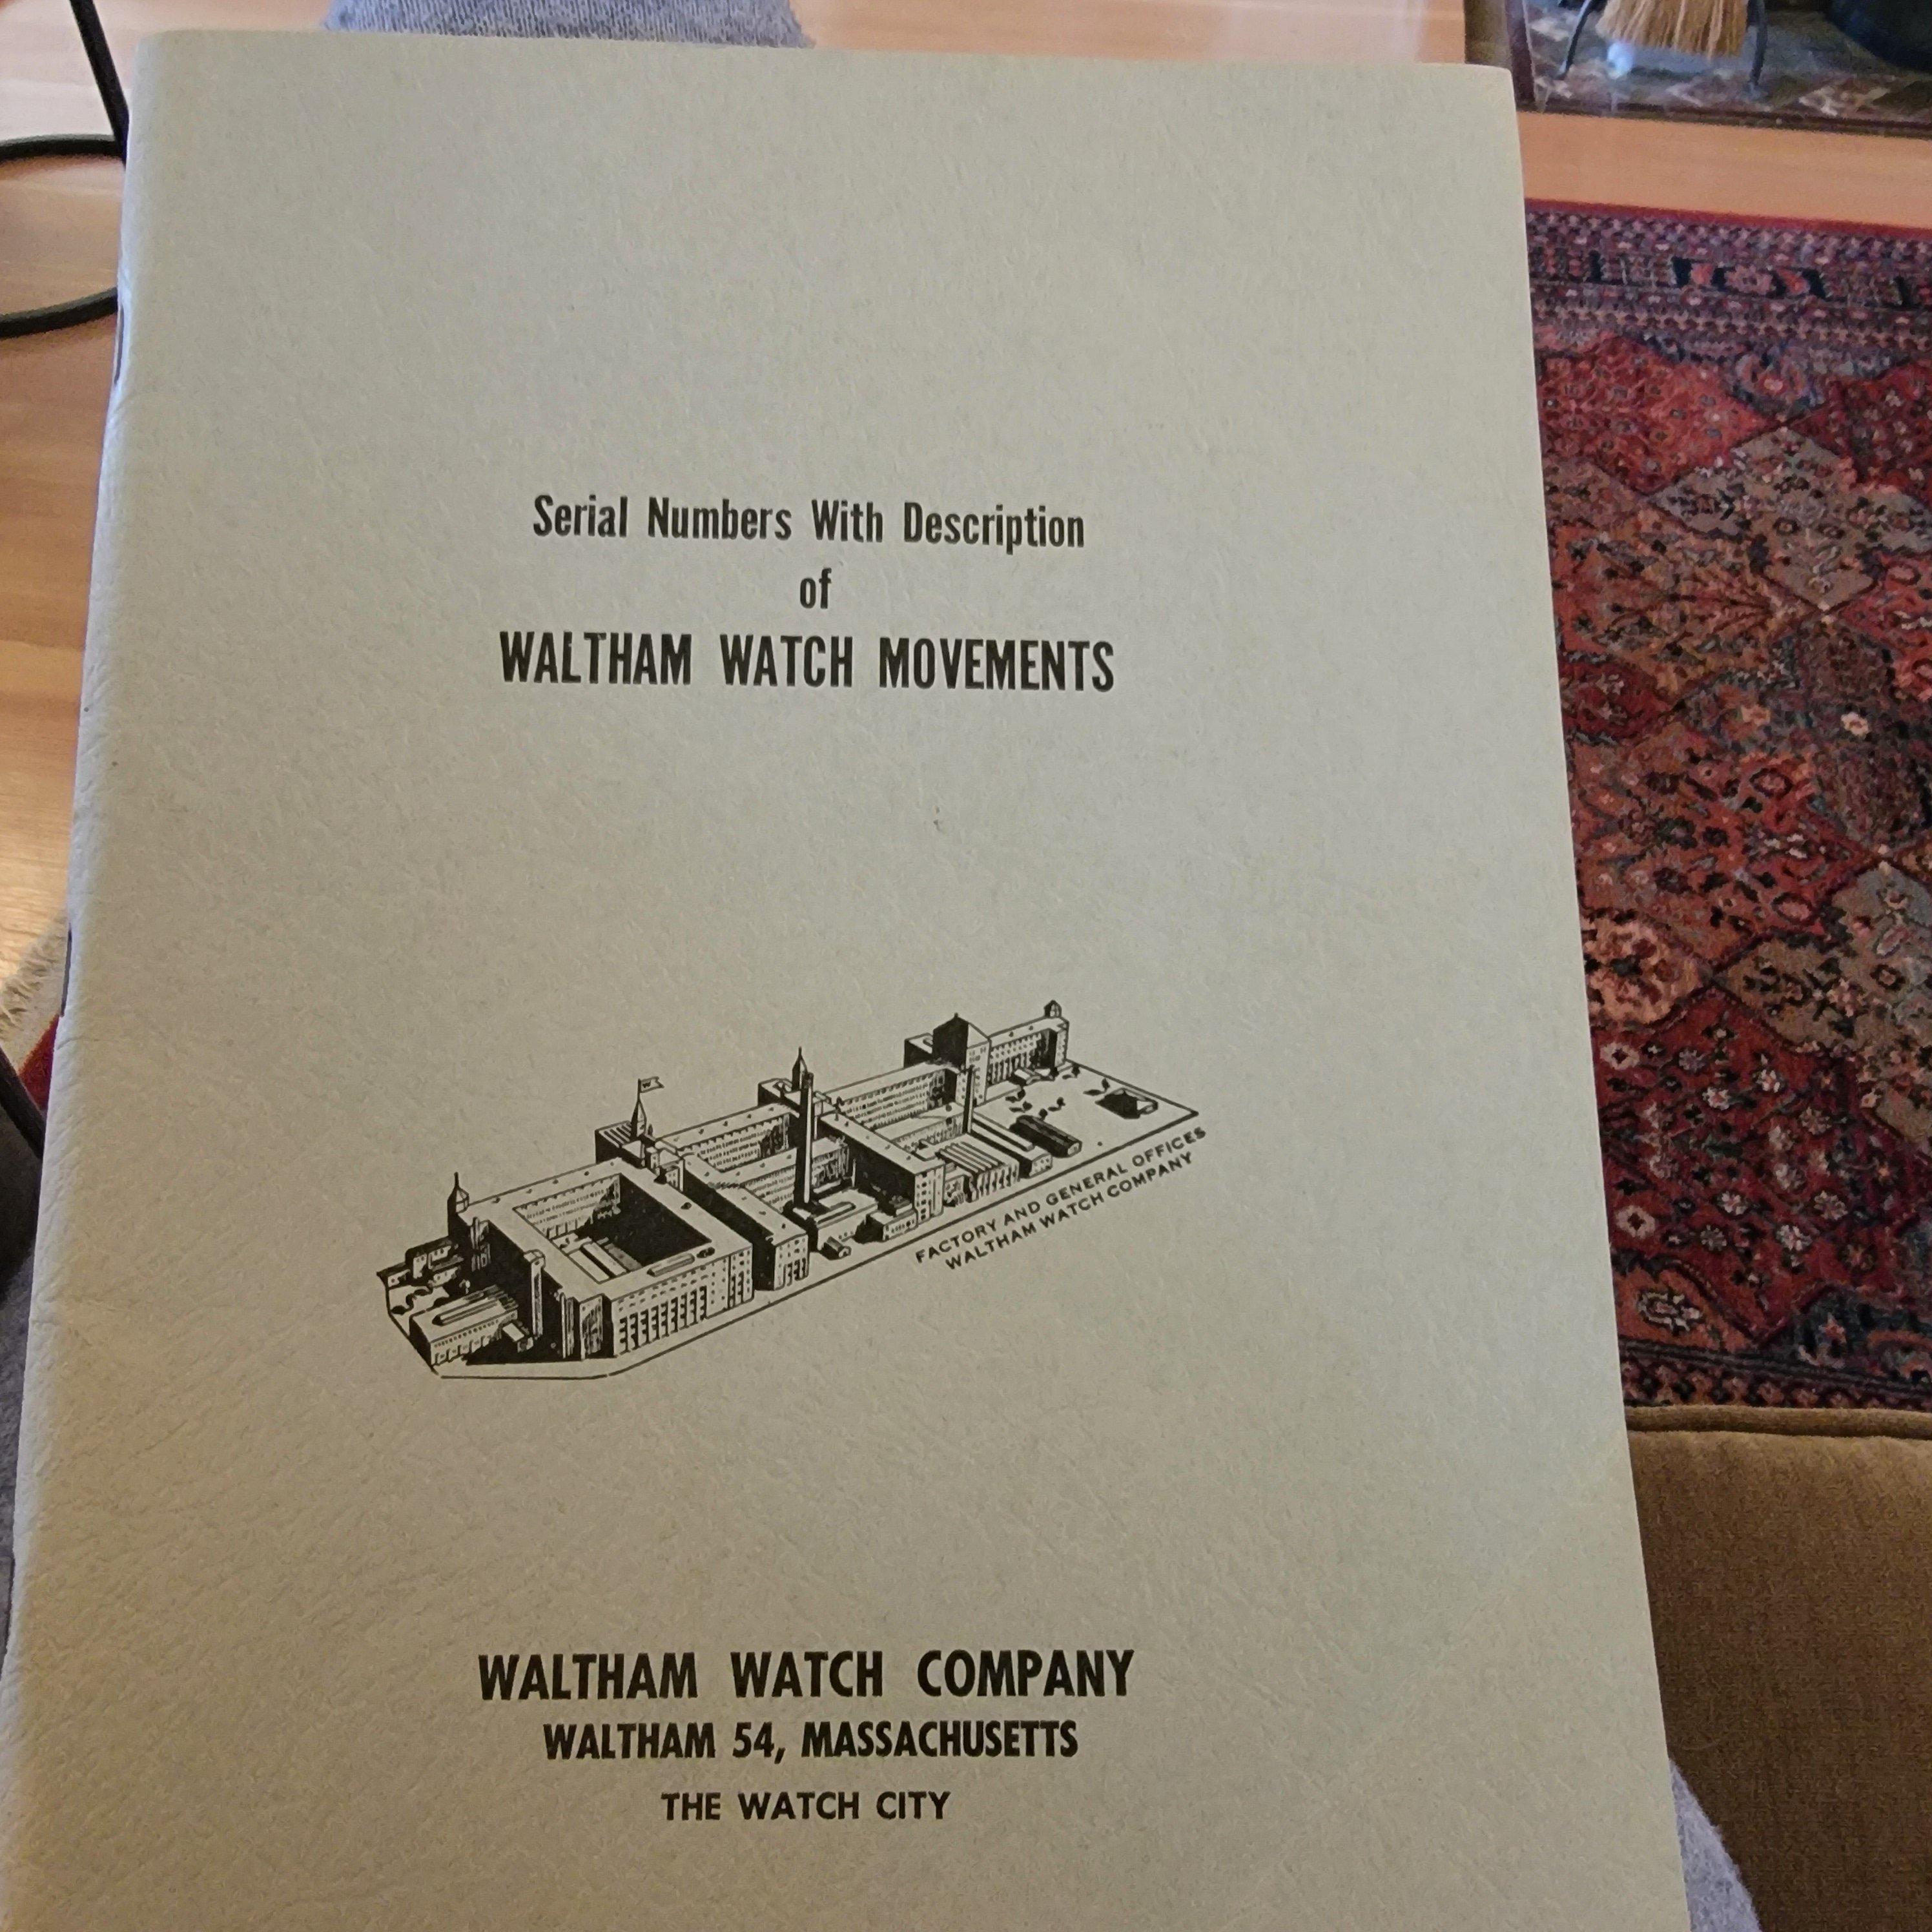 Serial Numbers With Description
of
WALTHAM WATCH MOVEMENTS
FACTORY AND GENERAL OFFICES
WALTHAM WATCH COMPANY
WALTHAM WATCH COMPANY
WALTHAM 54, MASSACHUSETTS
THE WATCH CITY